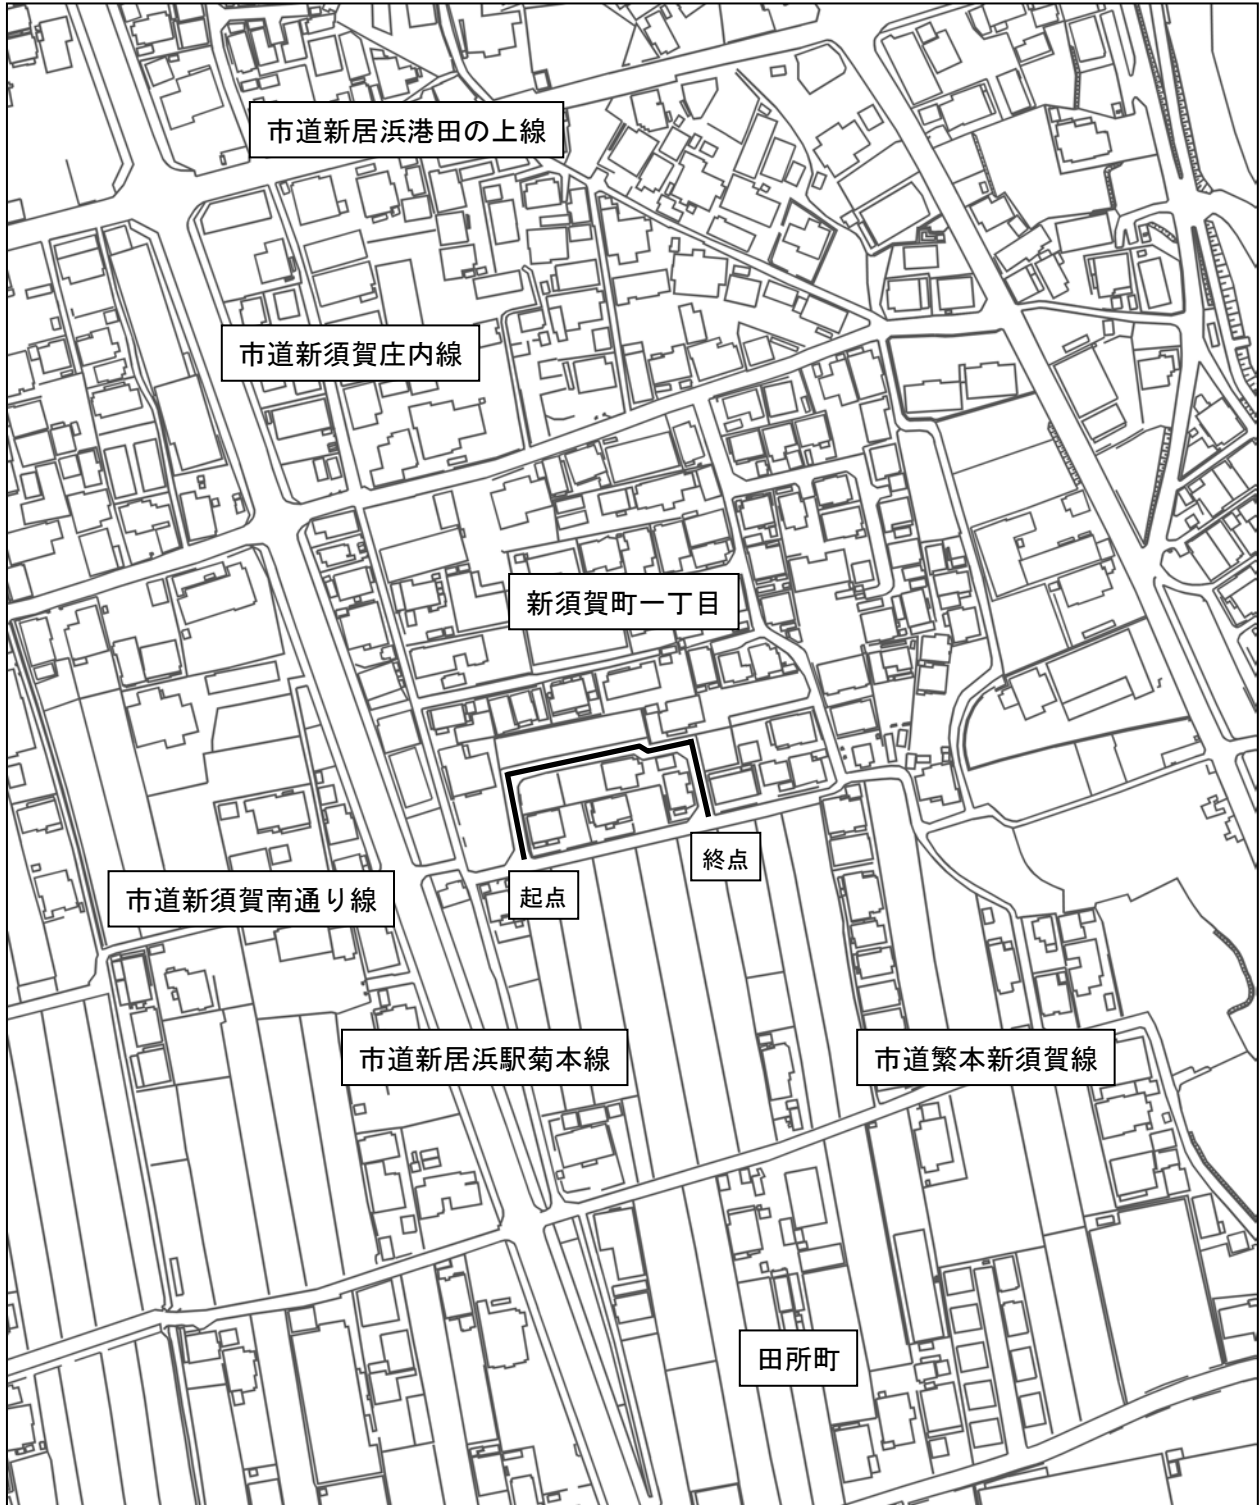 市道新居浜港田の上線
市道新須賀庄内線
新須賀町一丁目
終点
起点
市道新須賀南通り線
市道新居浜駅菊本線
市道繁本新須賀線
田所町